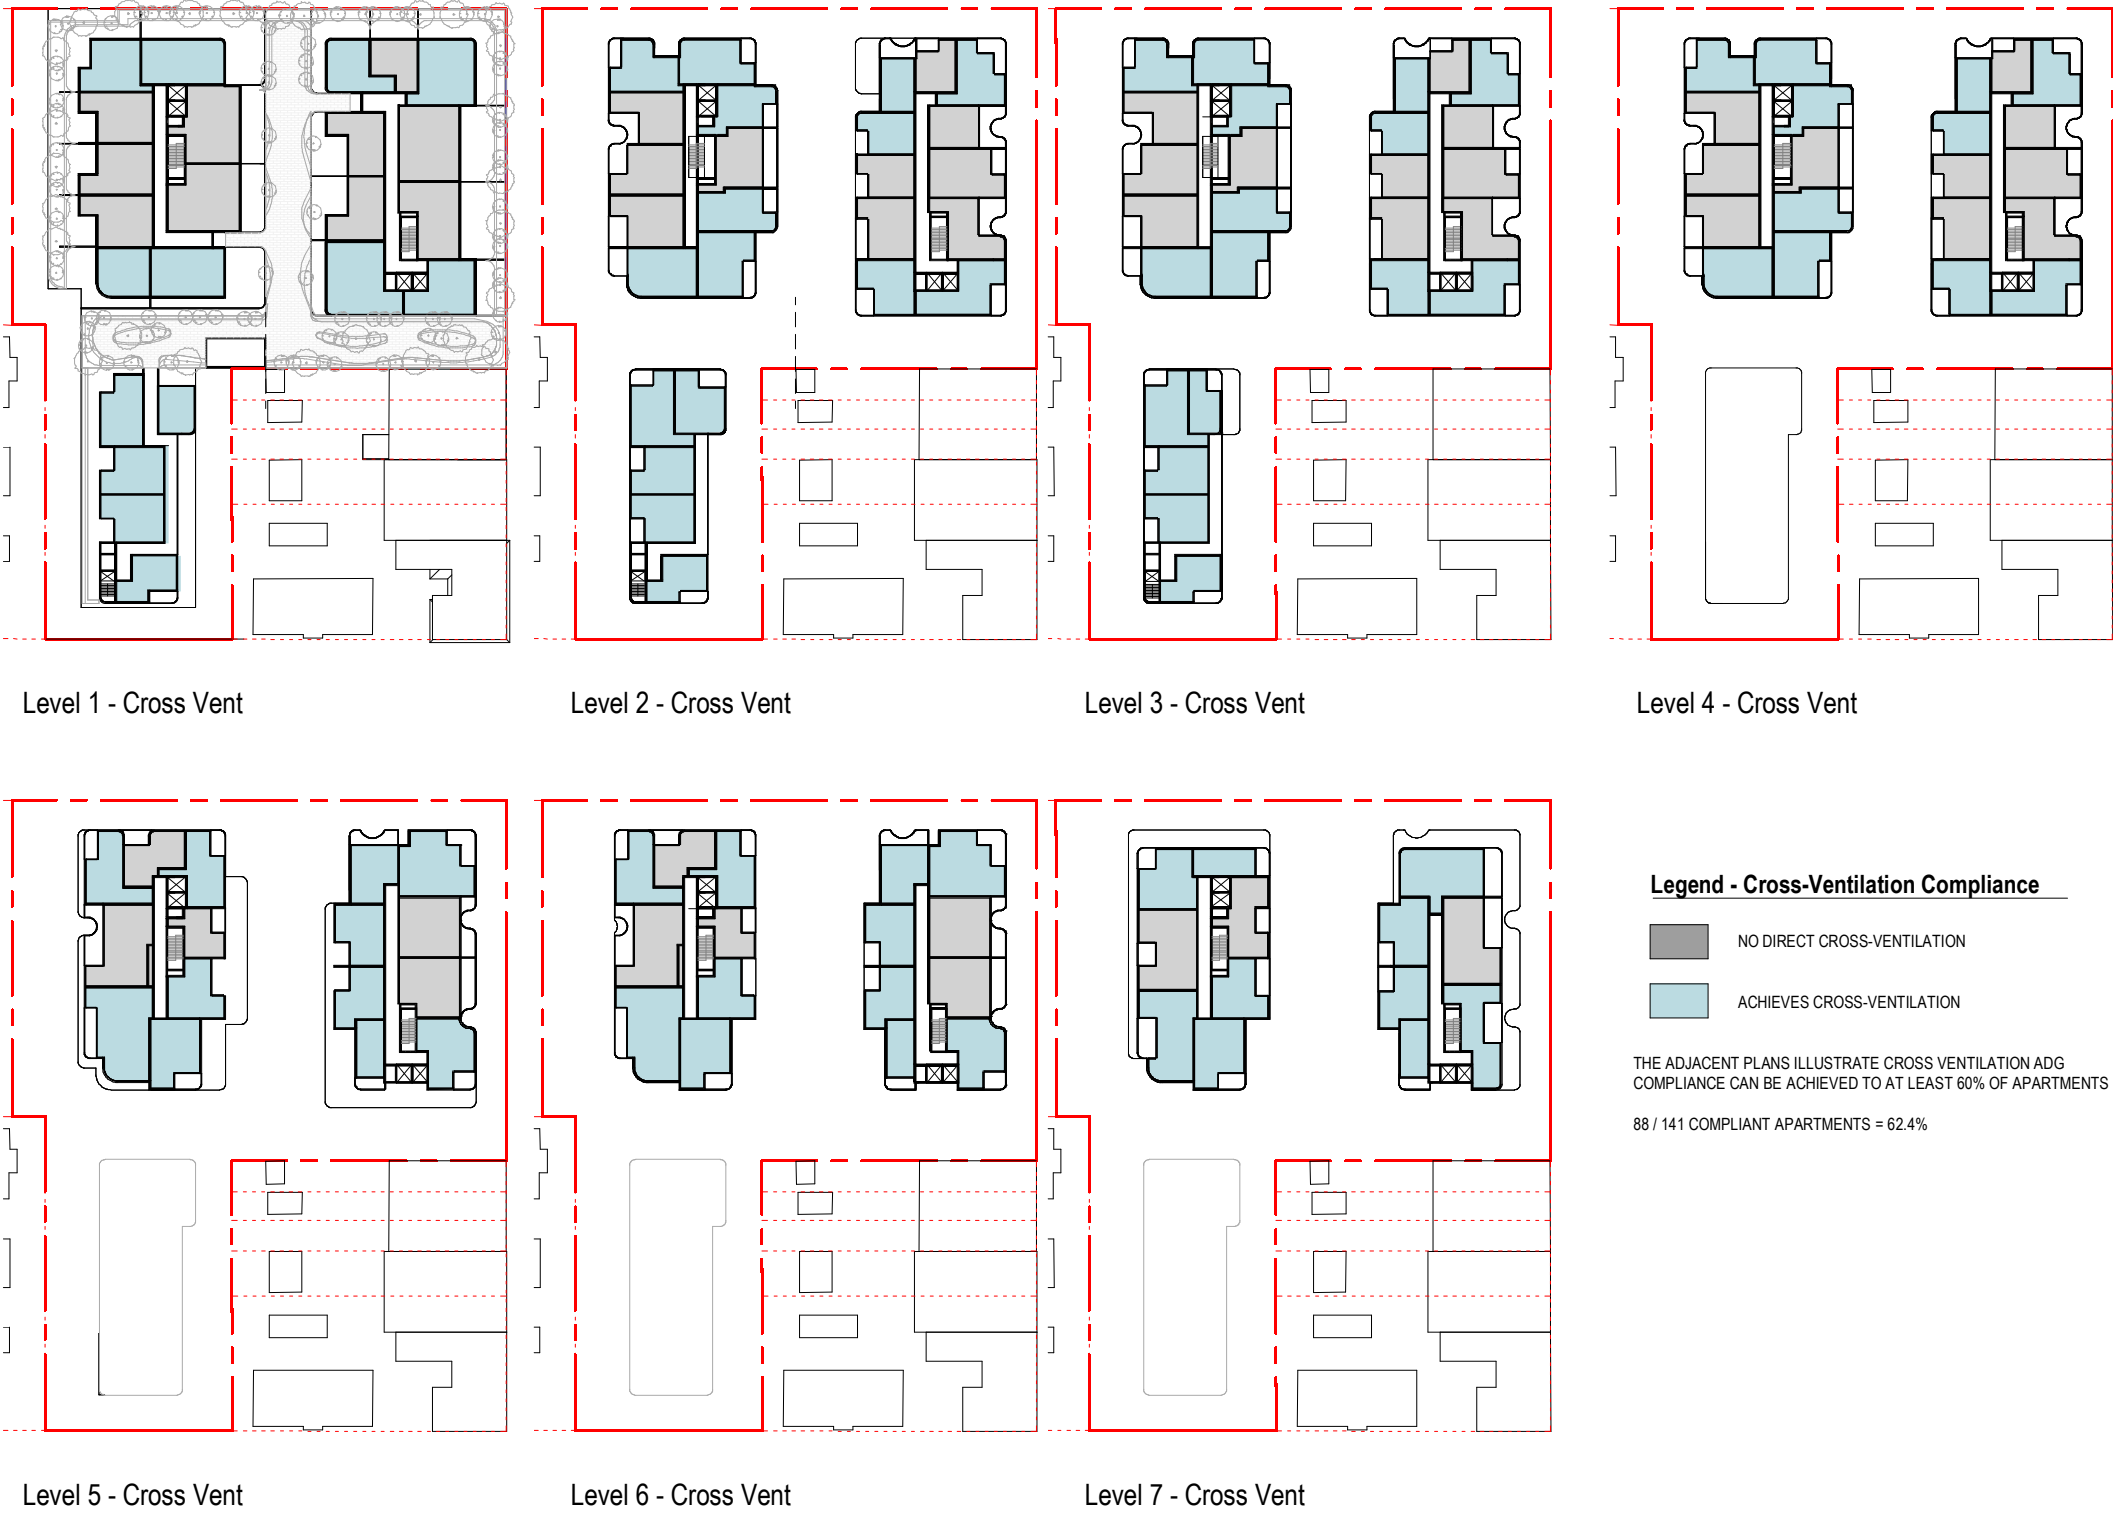 Level 1 - Cross Vent
Level 2 - Cross Vent
Level 3 - Cross Vent
Level 4 - Cross Vent
Legend - Cross-Ventilation Compliance
NO DIRECT CROSS-VENTILATION
ACHIEVES CROSS-VENTILATION
THE ADJACENT PLANS ILLUSTRATE CROSS VENTILATION ADG
COMPLIANCE CAN BE ACHIEVED TO AT LEAST 60% OF APARTMENTS
88 / 141 COMPLIANT APARTMENTS = 62.4%
Level 5 - Cross Vent
Level 6 - Cross Vent
Level 7 - Cross Vent